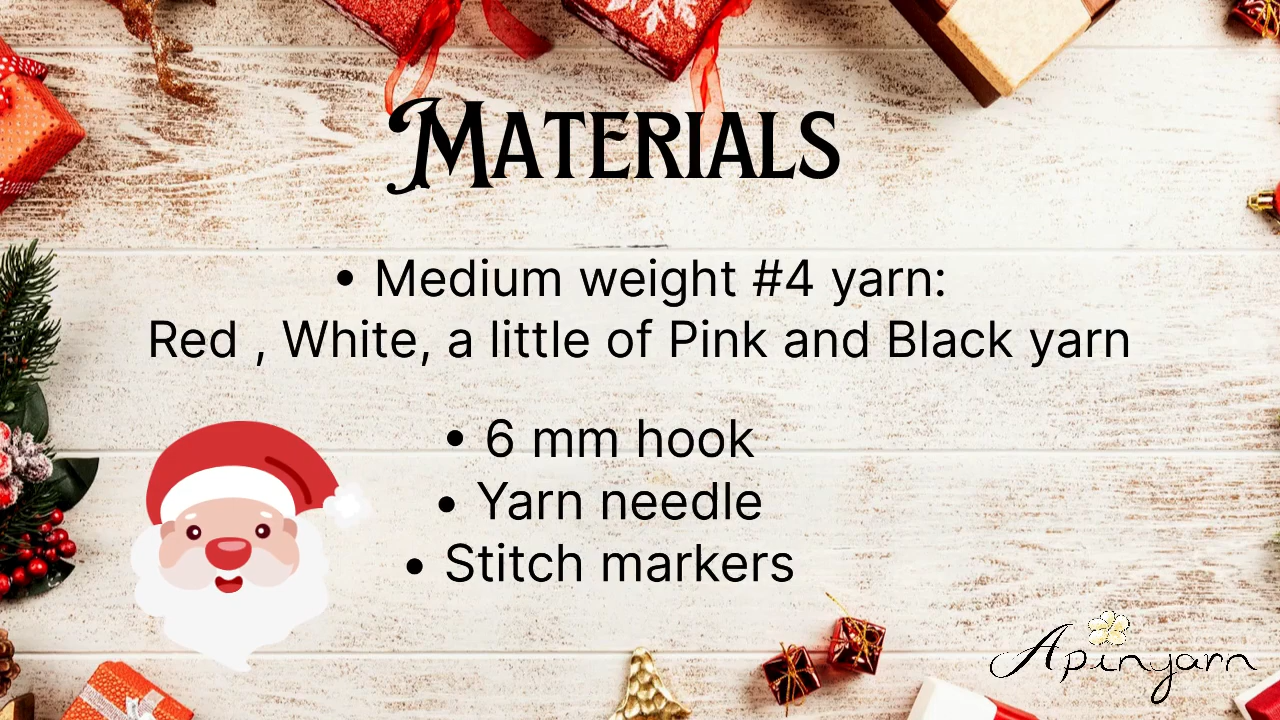 Materials
• Medium weight #4 yarn:
Red , White, a little of Pink and Black yarn
• 6 mm hook
• Yarn needle
• Stitch markers
Apinyarn